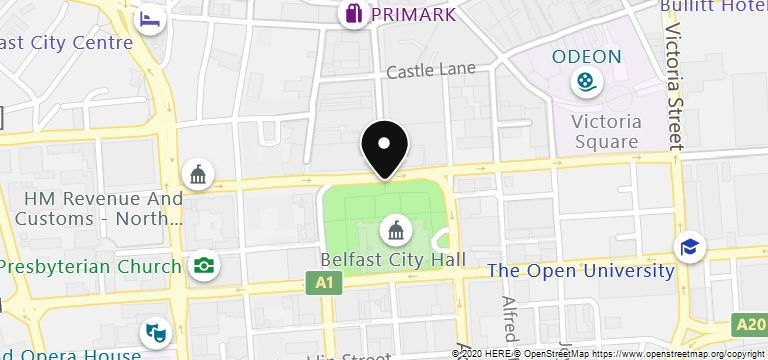 Bullitt Hotel
PRIMARK
ast City Centre
ODEON
Castle Lane
Victoria Street
Victoria
Square
HM Revenue And
Customs - North...
Belfast City Hall
Presbyterian Church
The Open University
A1
Alfred
A20
d Opera House
© 2020 HERE/© OpenStreetMap https://www.openstreetmap.org/copyright